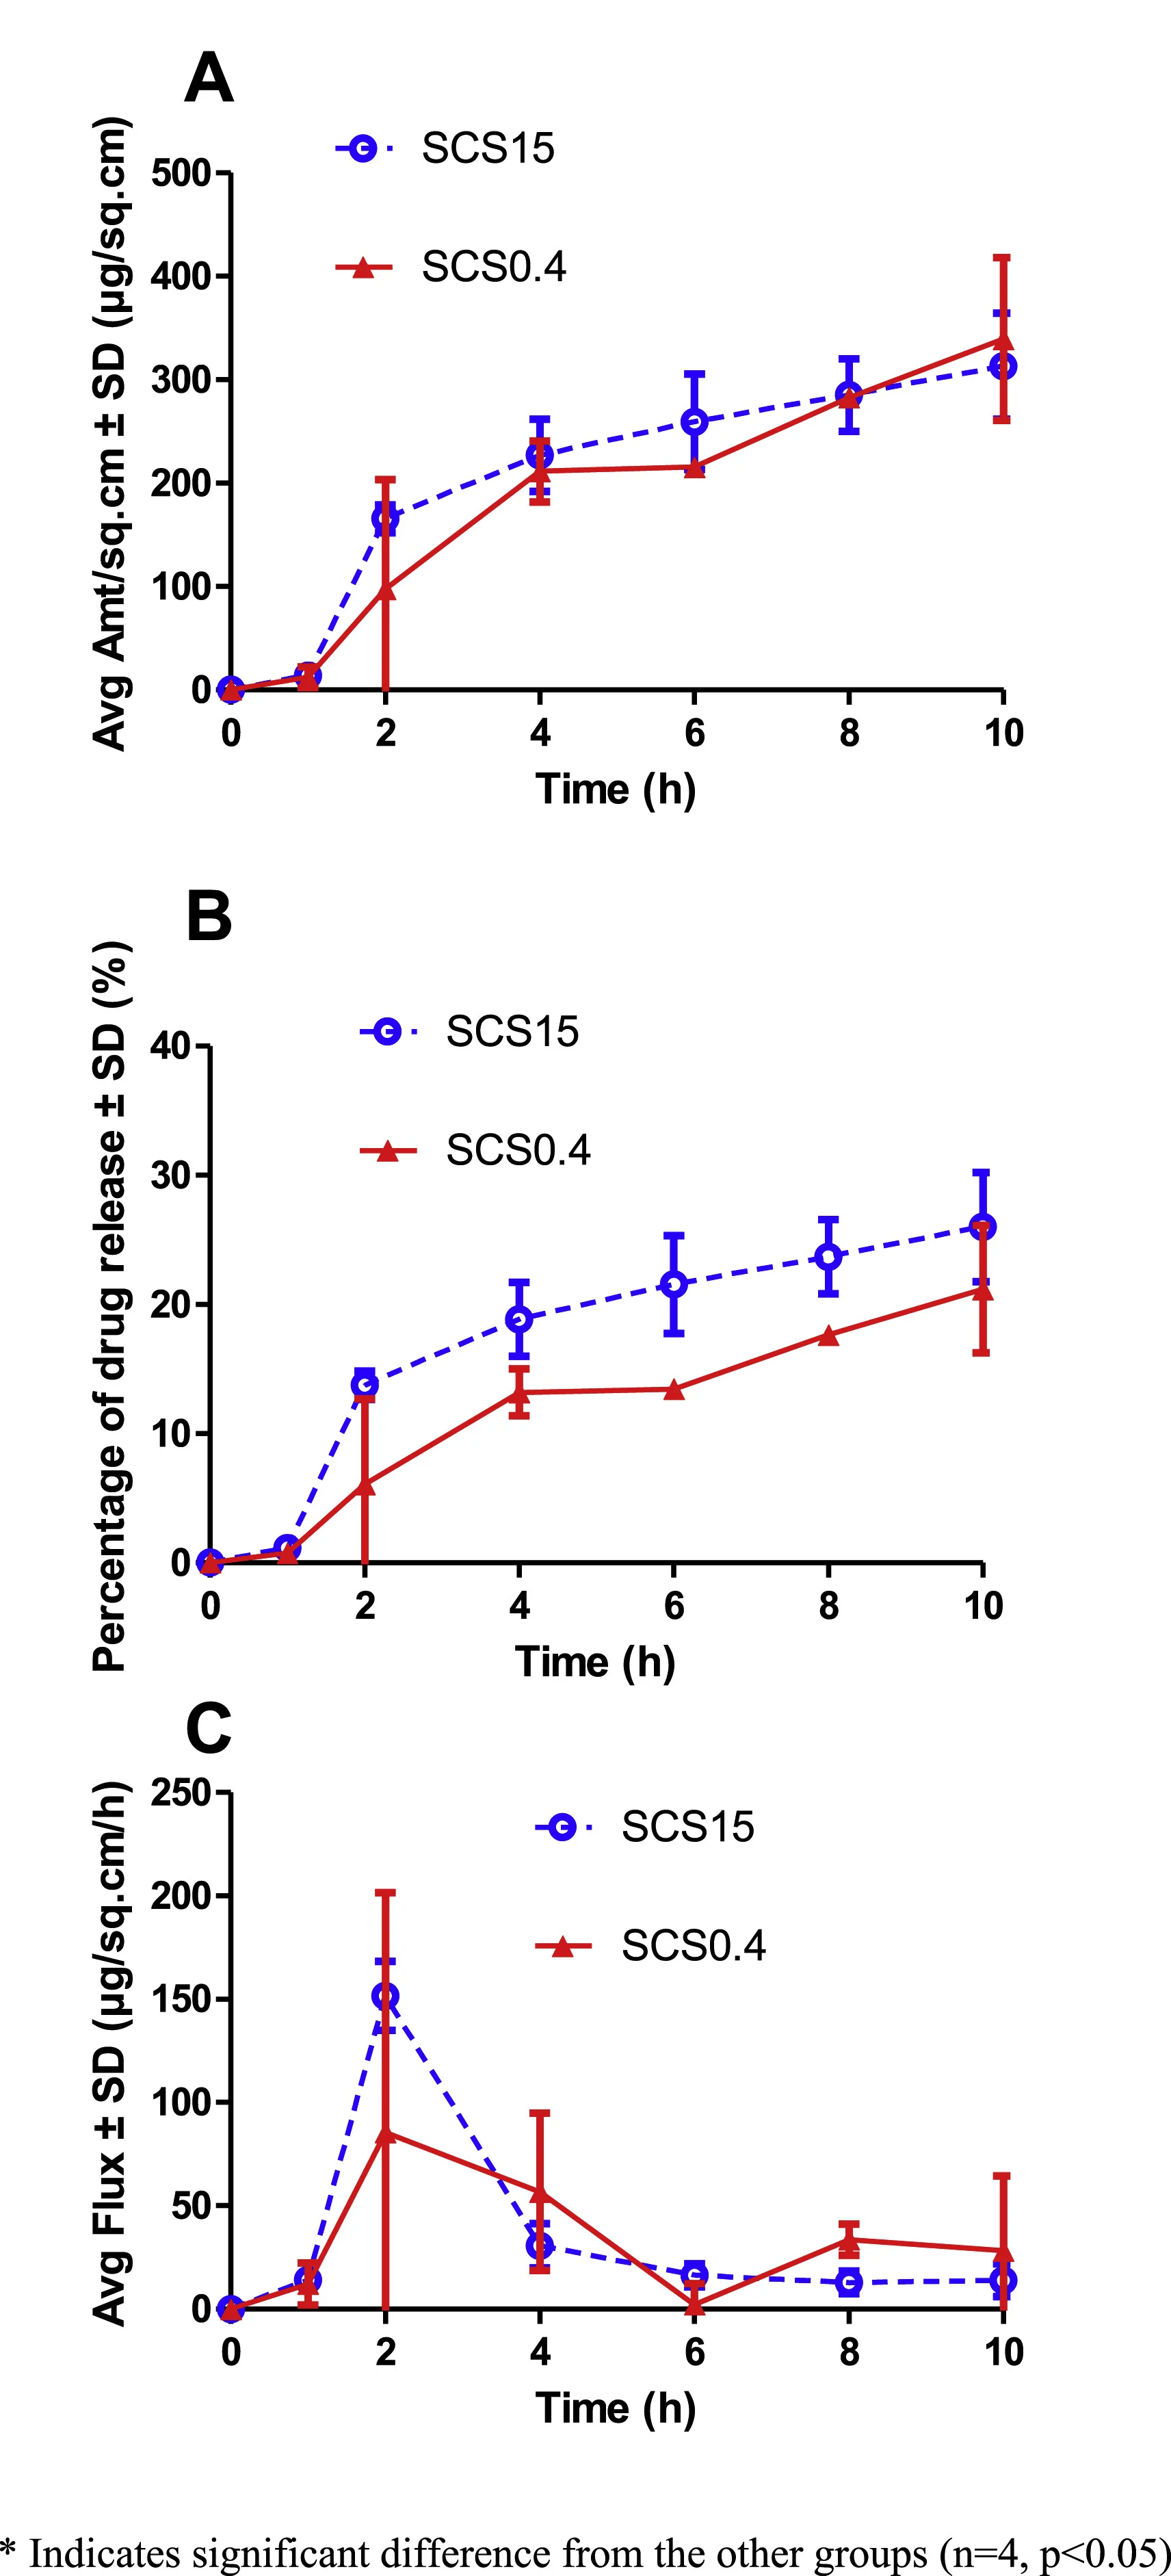 A
Avg Amt/sq.cm ± SD (µg/sq.cm)
SCS15
SCS0.4
500
400
300
200
100
0
0 2 4 6 8 10
Time (h)
B
Percentage of drug release ± SD (%)
SCS15
SCS0.4
40
30
20
10
0
0 2 4 6 8 10
Time (h)
C
Avg Flux ± SD (µg/sq.cm/h)
SCS15
SCS0.4
250
200
150
100
50
0
0 2 4 6 8 10
Time (h)
* Indicates significant difference from the other groups (n=4, p<0.05)